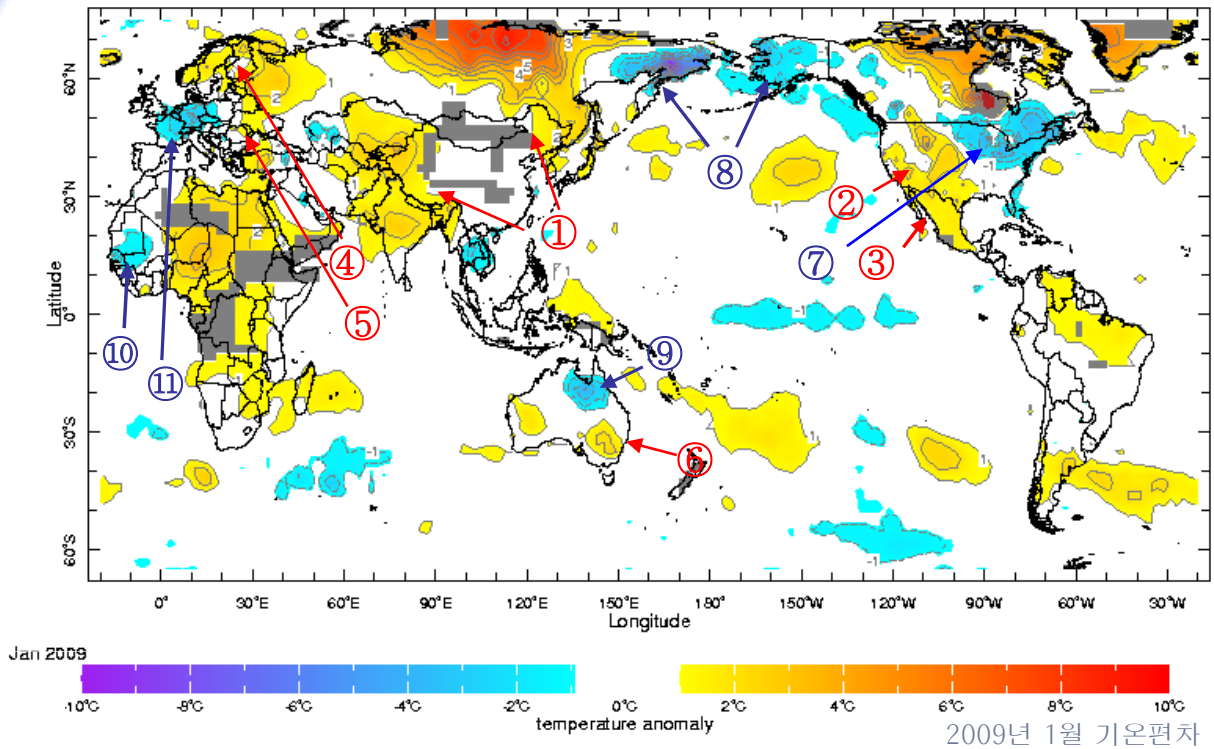 60°N
30°N
0°
30°S
60°S
Latitude
0°
30°E
60°E
90°E
120°E
150°E
180°
150°W
120°W
90°W
60°W
30°W
Longitude
①
②
③
④
⑤
⑥
⑦
⑧
⑨
⑩
⑪
Jan 2009
-10°C
-8°C
-6°C
-4°C
-2°C
0°C
2°C
4°C
6°C
8°C
10°C
temperature anomaly
2009년 1월 기온편차